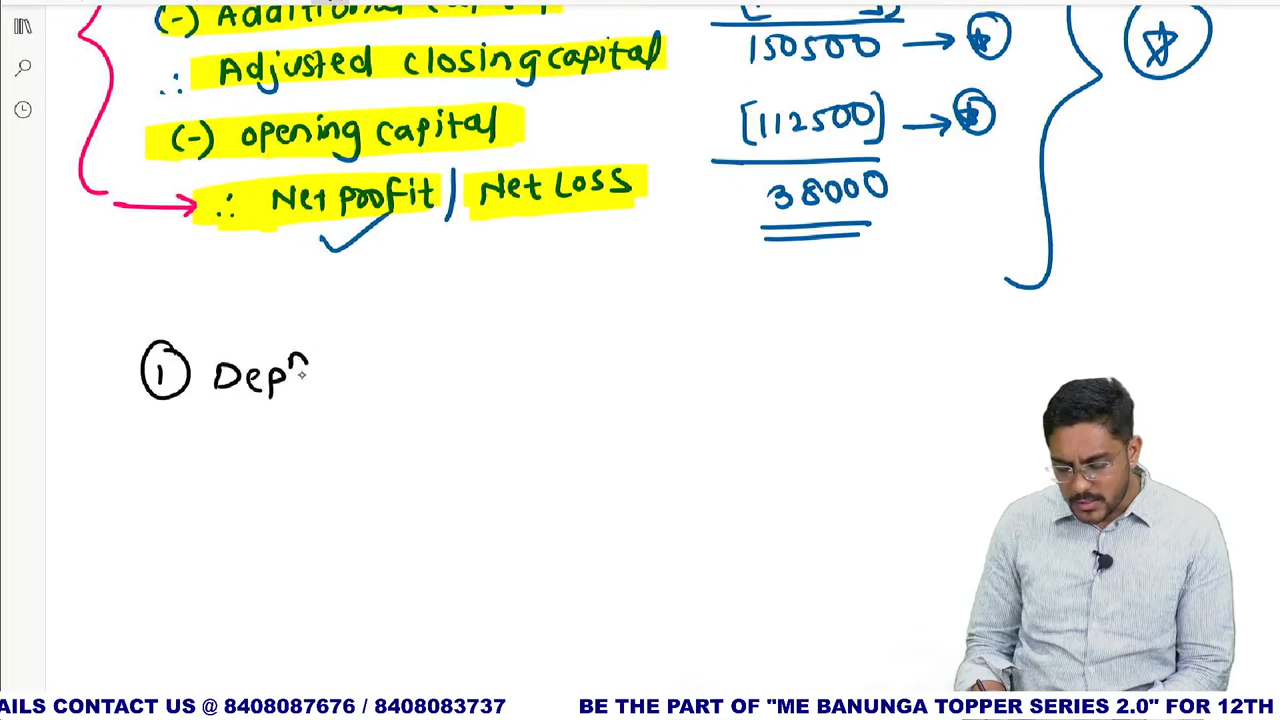 (-) Additional
∴ Adjusted closing capital 150500 →
(-) opening capital [112500] →
∴ Net profit / Net Loss 38000
① Depⁿ
AILS CONTACT US @ 8408087676 / 8408083737 BE THE PART OF "ME BANUNGA TOPPER SERIES 2.0" FOR 12TH